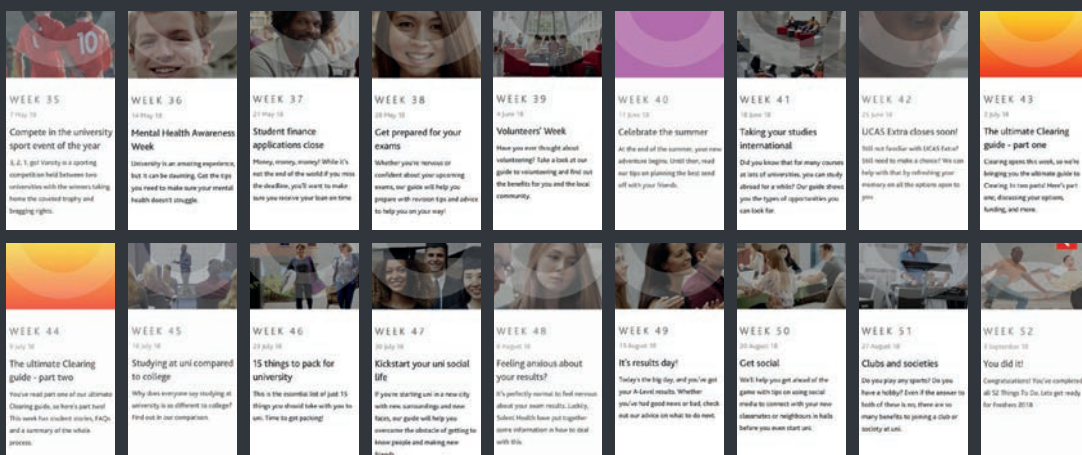 10
WEEK 35
7 May 18
Compete in the university
sport event of the year
3, 2, 1, go! Varsity is a sporting
competition held between two
universities with the winners taking
home the coveted trophy and
bragging rights.
WEEK 36
14 May 18
Mental Health Awareness
Week
University is an amazing experience,
but it can be daunting. Get the tips
you need to make sure your mental
health doesn't struggle.
WEEK 37
21 May 18
Student finance
applications close
Money, money, money! While it's
not the end of the world if you miss
the deadline, you'll want to make
sure you receive your loan on time
WEEK 38
28 May 18
Get prepared for your
exams
Whether you're nervous or
confident about your upcoming
exams, our guide will help you
prepare with revision tips and advice
to help you on your way!
WEEK 39
4 June 18
Volunteers' Week
Have you ever thought about
volunteering? Take a look at our
guide to volunteering and find out
the benefits for you and the local
community.
WEEK 40
11 June 18
Celebrate the summer
At the end of the summer, your new
adventure begins. Until then, read
our tips on planning the best send
off with your friends.
WEEK 41
18 June 18
Taking your studies
international
Did you know that for many courses
at lots of universities, you can study
abroad for a while? Our guide shows
you the types of opportunities you
can look for.
WEEK 42
25 June 18
UCAS Extra closes soon!
Still not familiar with UCAS Extra?
Still need to make a choice? We can
help with that by refreshing your
memory on all the options open to
you
WEEK 43
2 July 18
The ultimate Clearing
guide - part one
Clearing opens this week, so we're
bringing you the ultimate guide to
Clearing. In two parts! Here's part
one; discussing your options,
funding, and more.
WEEK 44
9 July 18
The ultimate Clearing
guide - part two
You've read part one of our ultimate
Clearing guide, so here's part two!
This week has student stories, FAQs
and a summary of the whole
process.
WEEK 45
16 July 18
Studying at uni compared
to college
Why does everyone say studying at
university is so different to college?
Find out in our comparison.
WEEK 46
23 July 18
15 things to pack for
university
This is the essential list of just 15
things you should take with you to
uni. Time to get packing!
WEEK 47
30 July 18
Kickstart your uni social
life
If you're starting uni in a new city
with new surroundings and new
faces, our guide will help you
overcome the obstacle of getting to
know people and making new
friends
WEEK 48
6 August 18
Feeling anxious about
your results?
It's perfectly normal to feel nervous
about your exam results. Luckily,
Solent Health have put together
some information is how to deal
with this.
WEEK 49
13 August 18
It's results day!
Today's the big day, and you've got
your A-Level results. Whether
you've had good news or bad, check
out our advice on what to do next.
WEEK 50
20 August 18
Get social
We'll help you get ahead of the
game with tips on using social
media to connect with your new
classmates or neighbours in halls
before you even start uni.
WEEK 51
27 August 18
Clubs and societies
Do you play any sports? Do you
have a hobby? Even if the answer to
both of these is no, there are so
many benefits to joining a club or
society at uni.
WEEK 52
3 September 18
You did it!
Congratulations! You've completed
all 52 Things To Do. Lets get ready
for Freshers 2018